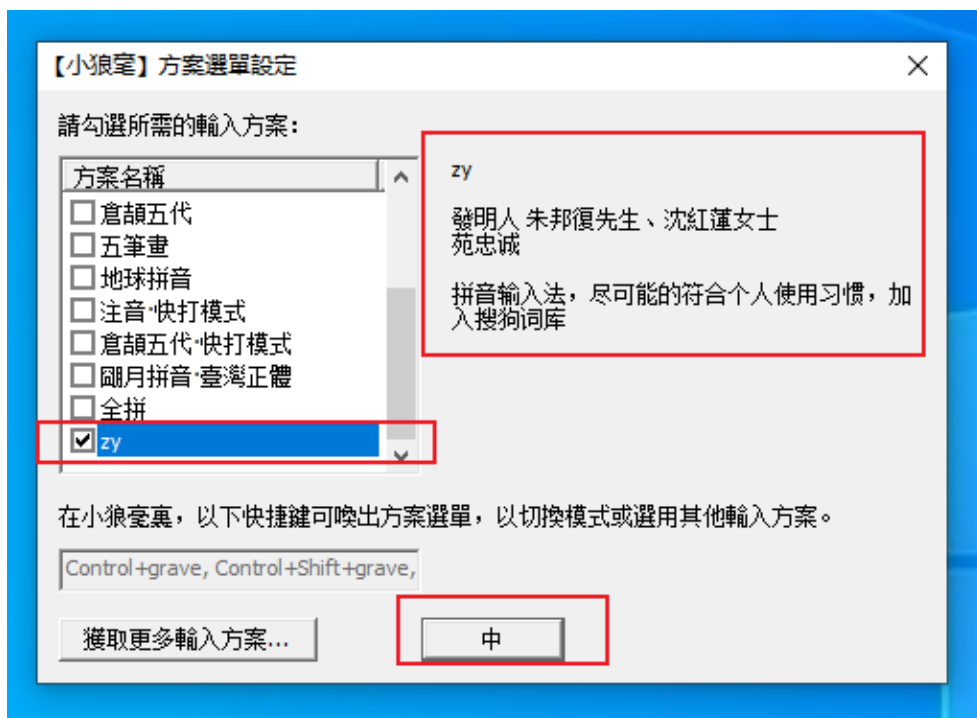 【小狼毫】方案選單設定
請勾選所需的輸入方案：
方案名稱
倉頡五代
五筆畫
地球拼音
注音·快打模式
倉頡五代·快打模式
朙月拼音·臺灣正體
全拼
zy
zy
發明人 朱邦復先生、沈紅蓮女士
苑忠诚
拼音输入法，尽可能的符合个人使用习惯，加
入搜狗词库
在小狼毫裏，以下快捷鍵可喚出方案選單，以切換模式或選用其他輸入方案。
Control+grave, Control+Shift+grave,
獲取更多輸入方案...
中